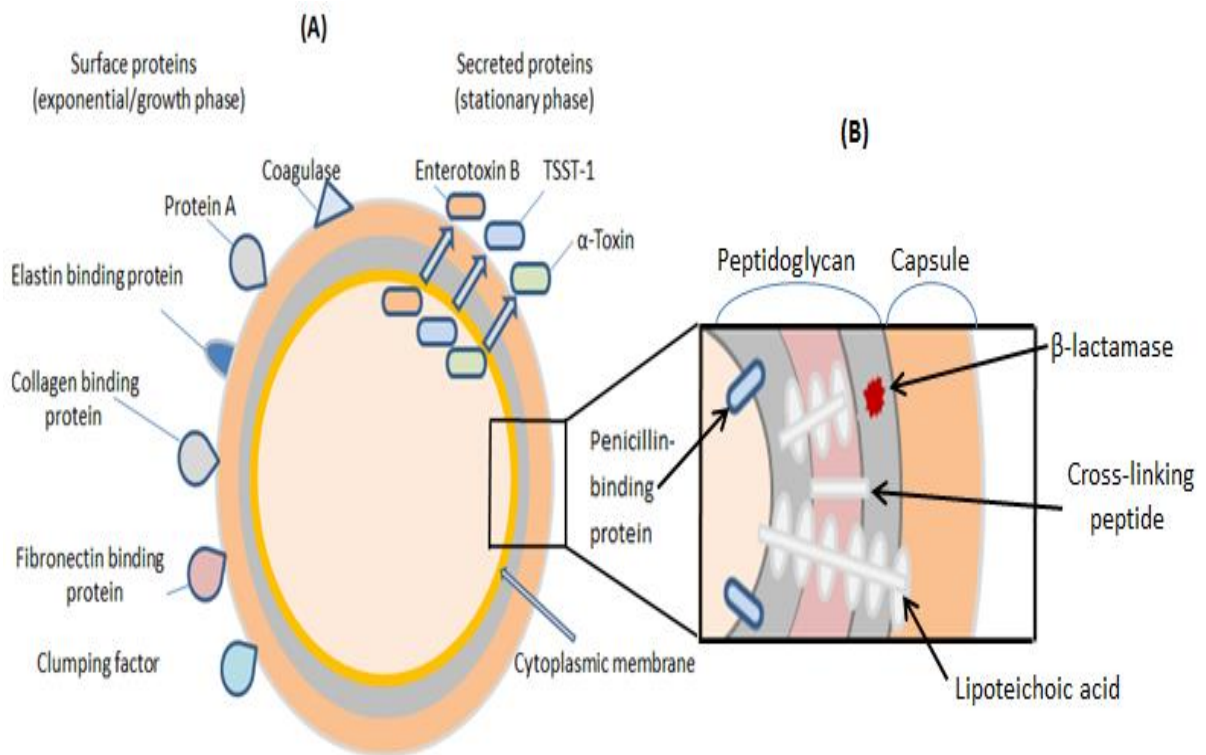 (A)
Surface proteins
(exponential/growth phase)
Secreted proteins
(stationary phase)
Coagulase
Enterotoxin B
TSST-1
Protein A
α-Toxin
Elastin binding protein
Collagen binding
protein
Fibronectin binding
protein
Clumping factor
Cytoplasmic membrane
(B)
Peptidoglycan
Capsule
β-lactamase
Penicillin-
binding
protein
Cross-linking
peptide
Lipoteichoic acid